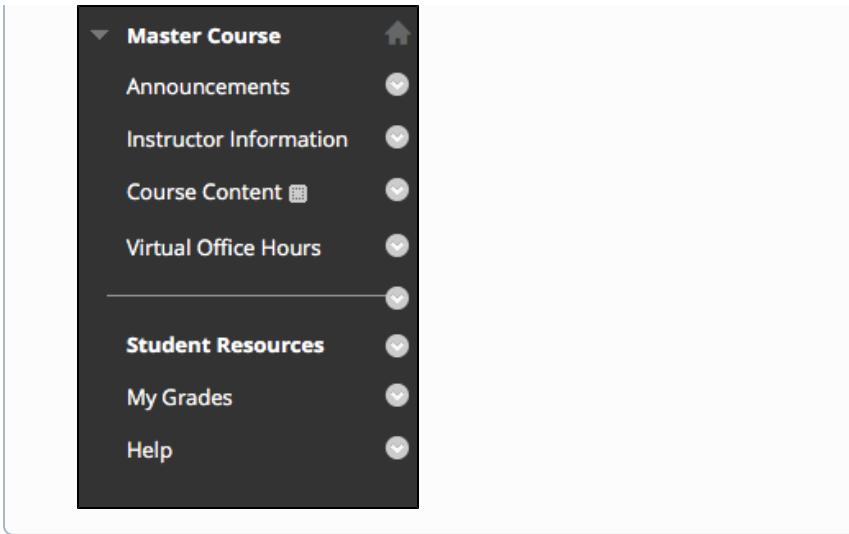 Master Course
Announcements
Instructor Information
Course Content
Virtual Office Hours
Student Resources
My Grades
Help